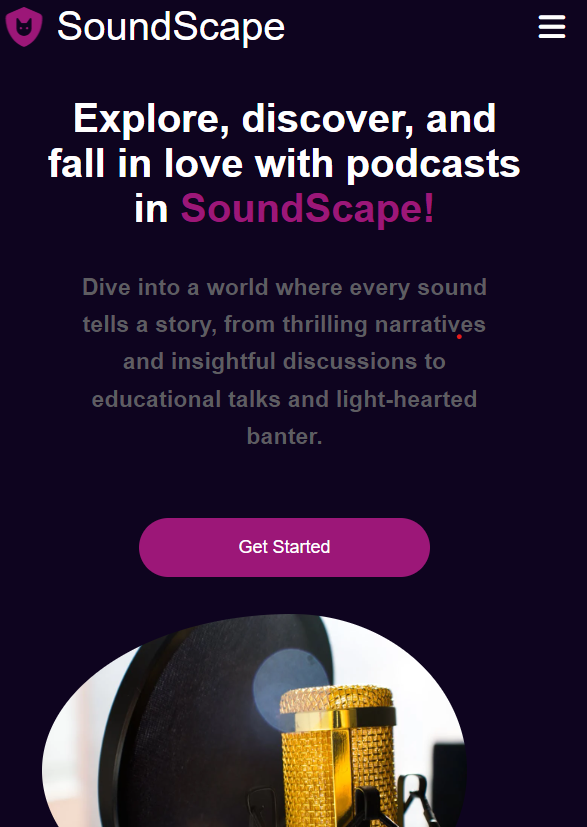 SoundScape
Explore, discover, and
fall in love with podcasts
in SoundScape!
Dive into a world where every sound
tells a story, from thrilling narratives
and insightful discussions to
educational talks and light-hearted
banter.
Get Started